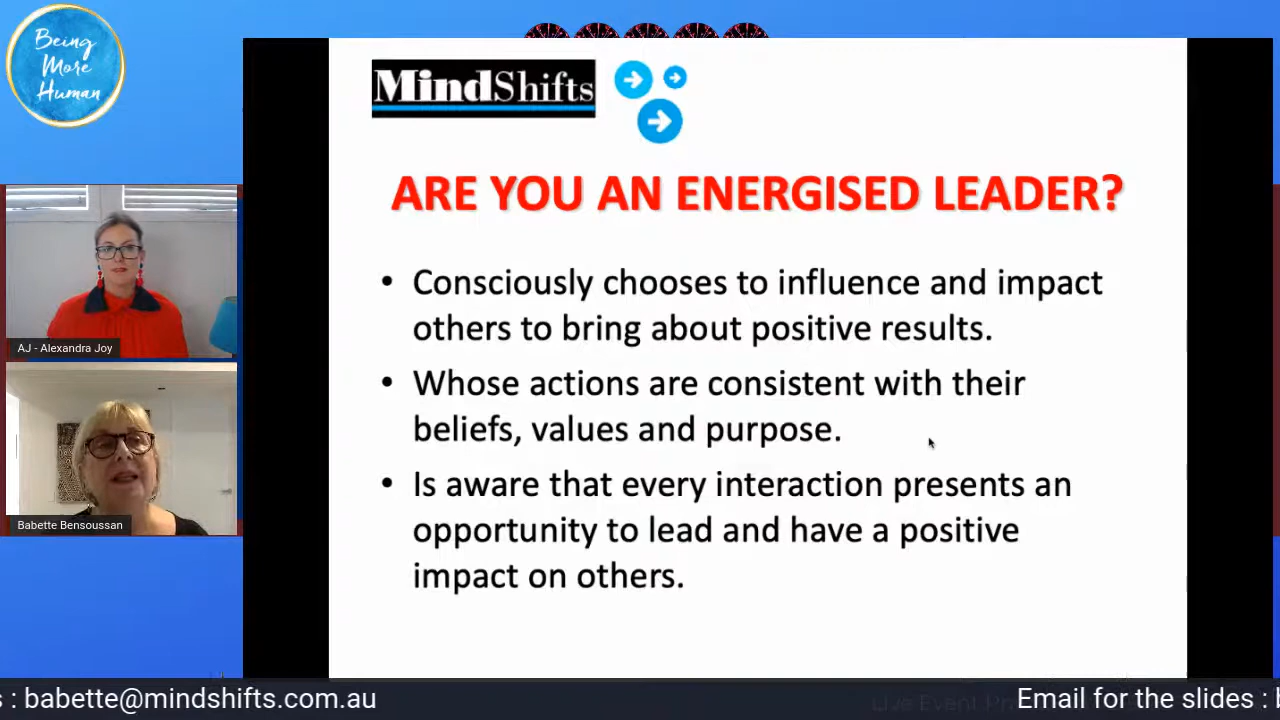 Being
More
Human
MindShifts
ARE YOU AN ENERGISED LEADER?
• Consciously chooses to influence and impact
others to bring about positive results.
• Whose actions are consistent with their
beliefs, values and purpose.
• Is aware that every interaction presents an
opportunity to lead and have a positive
impact on others.
AJ - Alexandra Joy
Babette Bensoussan
s : babette@mindshifts.com.au
Email for the slides : b